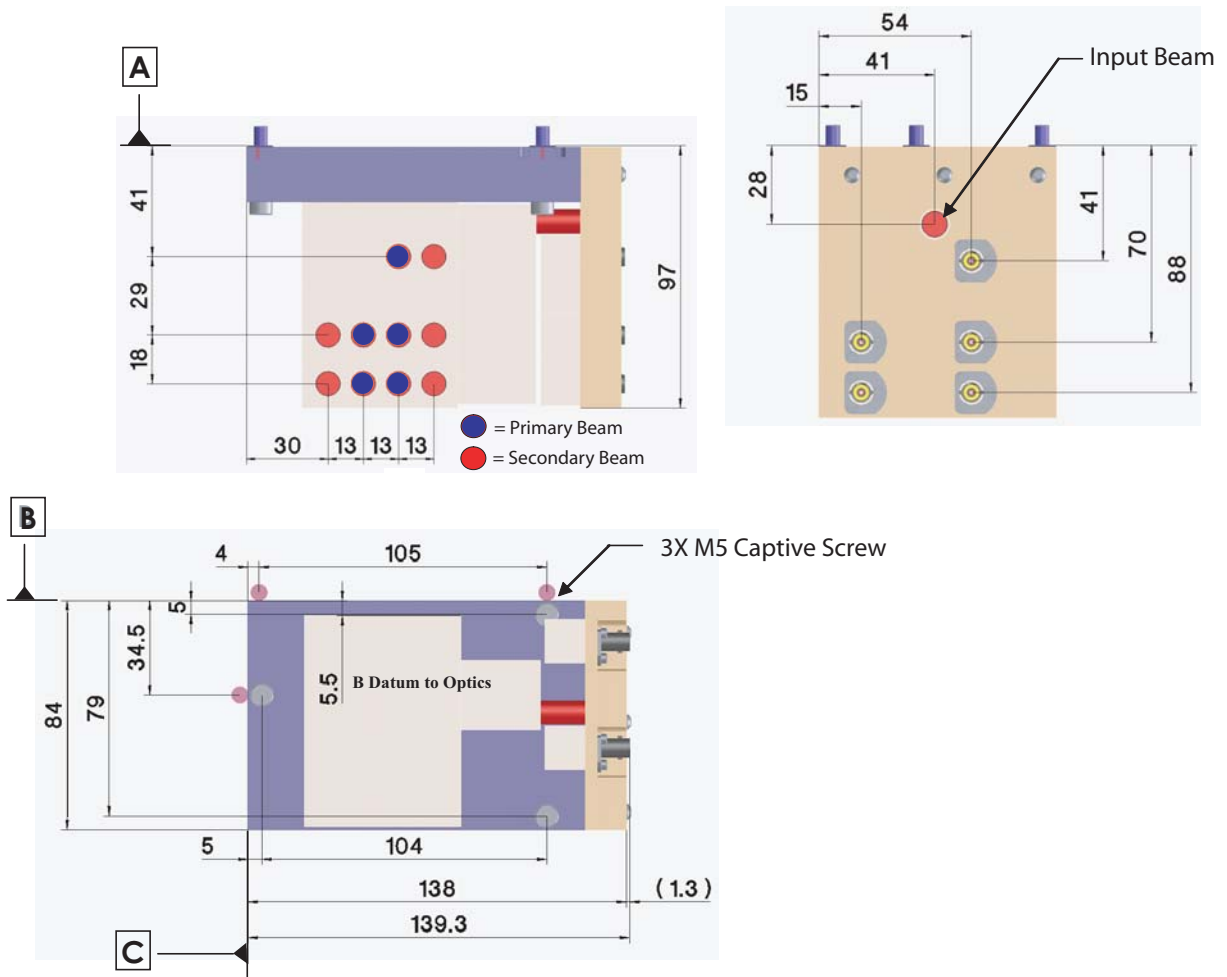 54
41
Input Beam
A
15
41
28
41
70
88
97
29
18
= Primary Beam
30 13 13 13
= Secondary Beam
B
4 105
3X M5 Captive Screw
5
34.5
5.5
B Datum to Optics
79
84
5 104
138 ( 1.3 )
139.3
C